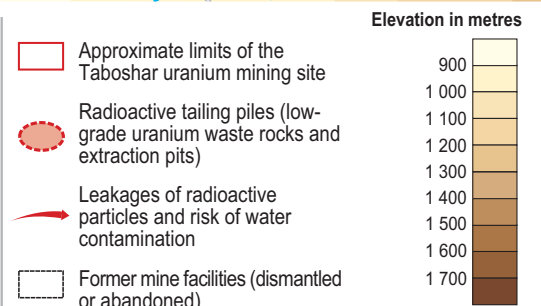 Elevation in metres
Approximate limits of the
Taboshar uranium mining site
Radioactive tailing piles (low-
grade uranium waste rocks and
extraction pits)
Leakages of radioactive
particles and risk of water
contamination
Former mine facilities (dismantled
or abandoned)
900
1 000
1 100
1 200
1 300
1 400
1 500
1 600
1 700